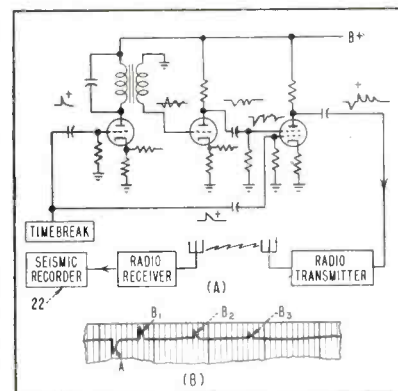 B+
+
+
TIMEBREAK
+
SEISMIC RECORDER
22
RADIO RECEIVER
RADIO TRANSMITTER
(A)
B1
B2
B3
A
(B)